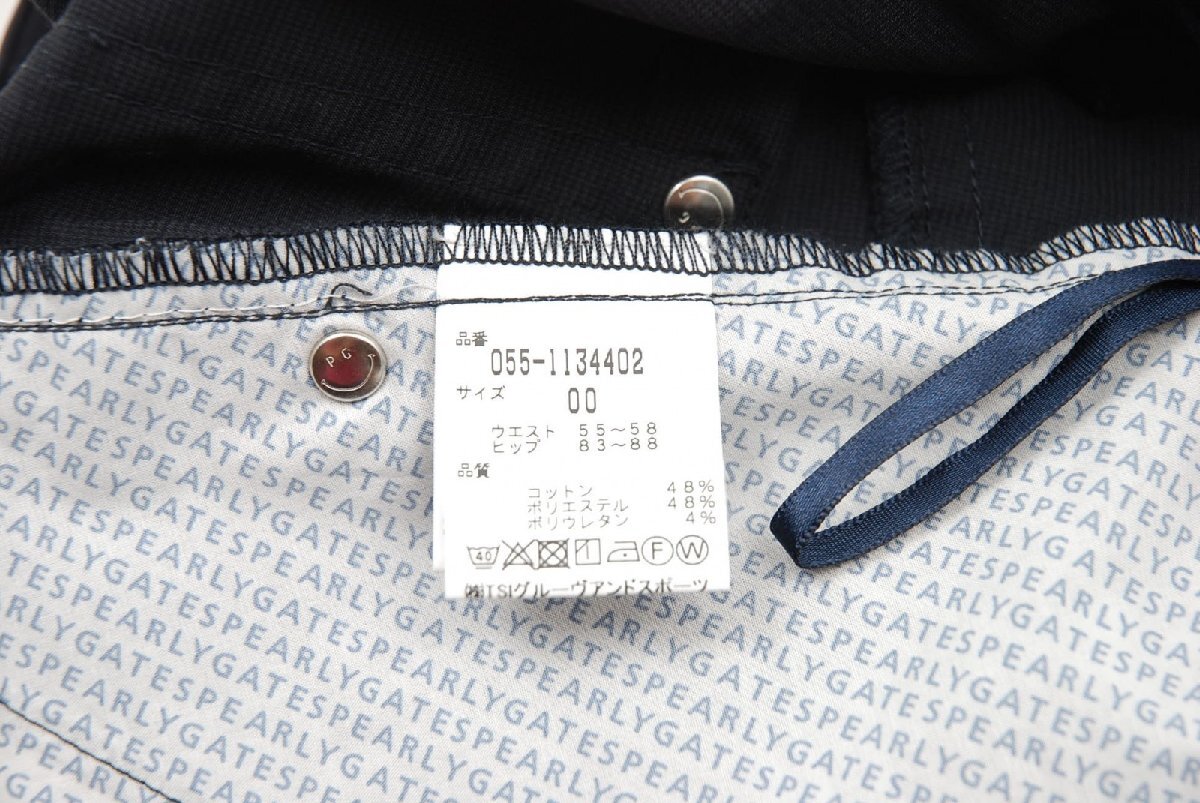 品番
055-1134402
サイズ
00
ウエスト 55〜58
ヒップ 83〜88
品質
コットン 48%
ポリエステル 48%
ポリウレタン 4%
40 F W
㈱TSIグルーヴアンドスポーツ
PG
PEARLYGATESPEARLYGATESPEARLYGATES